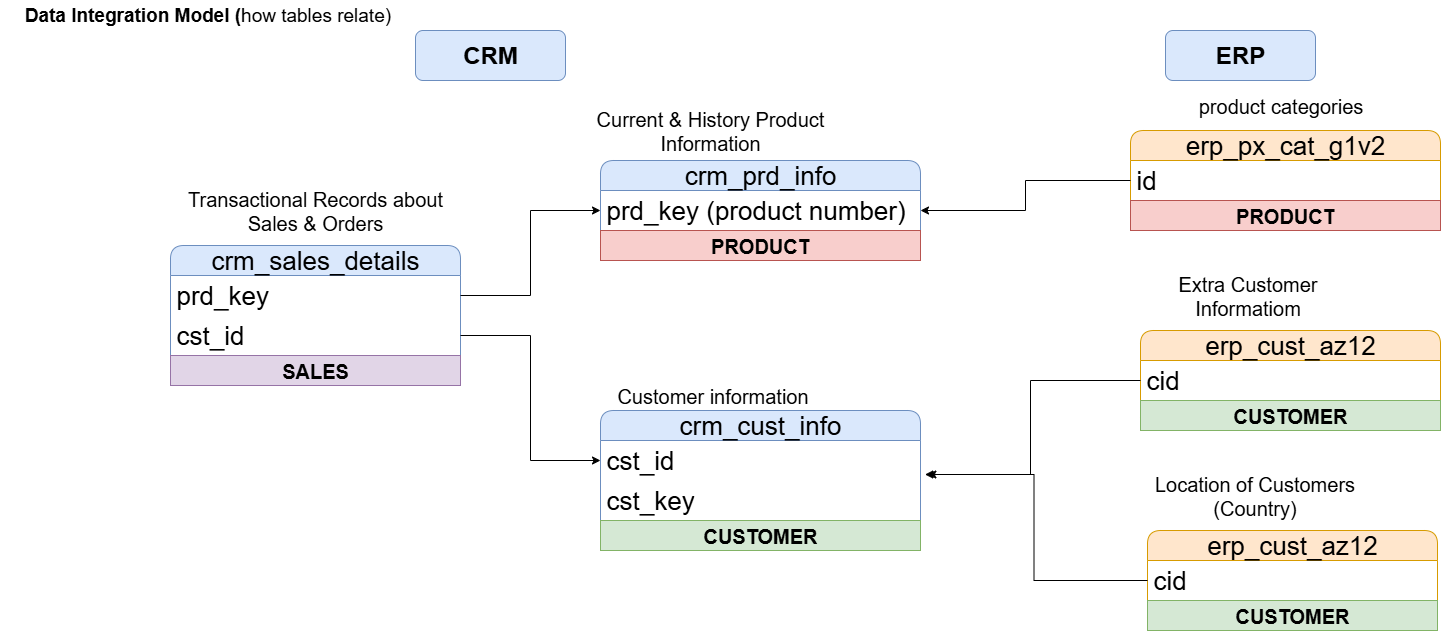 Data Integration Model (how tables relate)
CRM
ERP
Transactional Records about
Sales & Orders
crm_sales_details
prd_key
cst_id
SALES
Current & History Product
Information
crm_prd_info
prd_key (product number)
PRODUCT
Customer information
crm_cust_info
cst_id
cst_key
CUSTOMER
product categories
erp_px_cat_g1v2
id
PRODUCT
Extra Customer
Informatiom
erp_cust_az12
cid
CUSTOMER
Location of Customers
(Country)
erp_cust_az12
cid
CUSTOMER